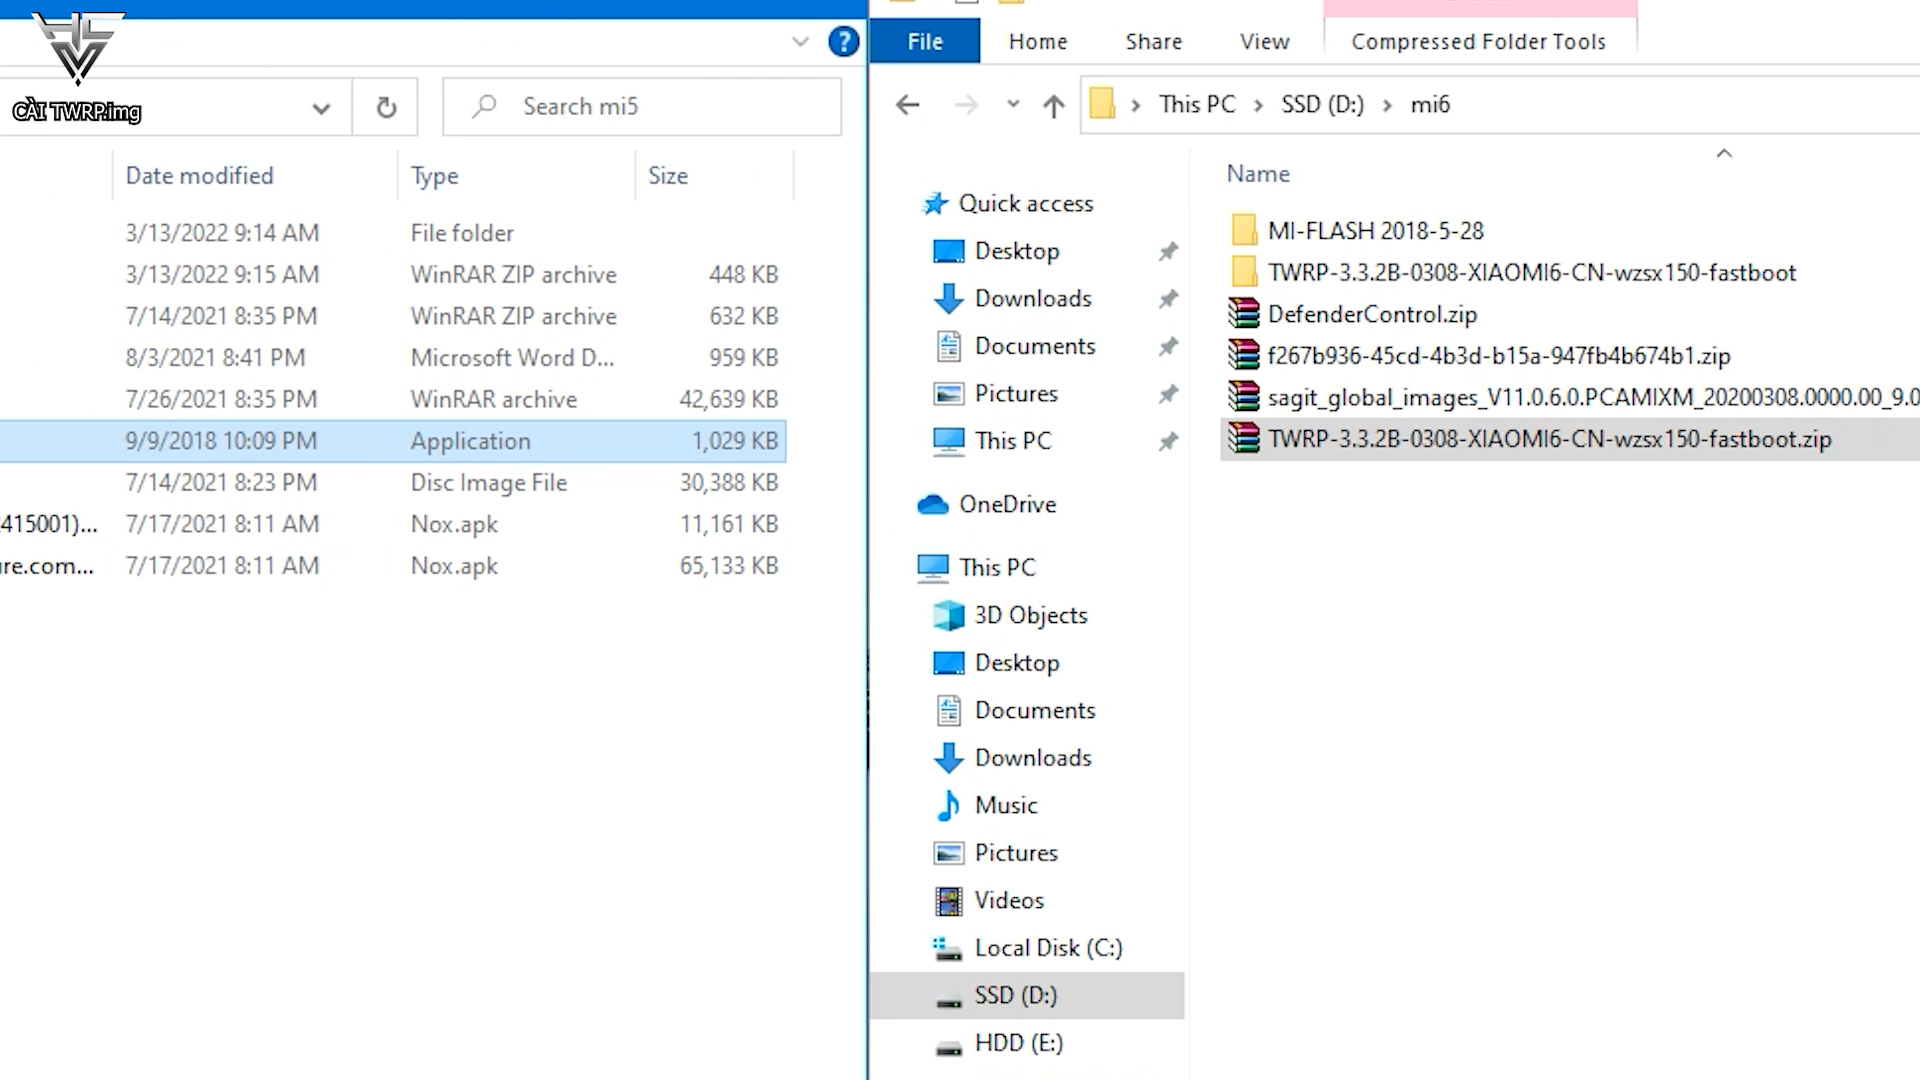 CÀI TWRP.img
Search mi5
Date modified Type Size
3/13/2022 9:14 AM File folder
3/13/2022 9:15 AM WinRAR ZIP archive 448 KB
7/14/2021 8:35 PM WinRAR ZIP archive 632 KB
8/3/2021 8:41 PM Microsoft Word D... 959 KB
7/26/2021 8:35 PM WinRAR archive 42,639 KB
9/9/2018 10:09 PM Application 1,029 KB
7/14/2021 8:23 PM Disc Image File 30,388 KB
415001)... 7/17/2021 8:11 AM Nox.apk 11,161 KB
re.com... 7/17/2021 8:11 AM Nox.apk 65,133 KB
File Home Share View Compressed Folder Tools
This PC > SSD (D:) > mi6
Quick access
Desktop
Downloads
Documents
Pictures
This PC
OneDrive
This PC
3D Objects
Desktop
Documents
Downloads
Music
Pictures
Videos
Local Disk (C:)
SSD (D:)
HDD (E:)
Name
MI-FLASH 2018-5-28
TWRP-3.3.2B-0308-XIAOMI6-CN-wzsx150-fastboot
DefenderControl.zip
f267b936-45cd-4b3d-b15a-947fb4b674b1.zip
sagit_global_images_V11.0.6.0.PCAMIXM_20200308.0000.00_9.0
TWRP-3.3.2B-0308-XIAOMI6-CN-wzsx150-fastboot.zip